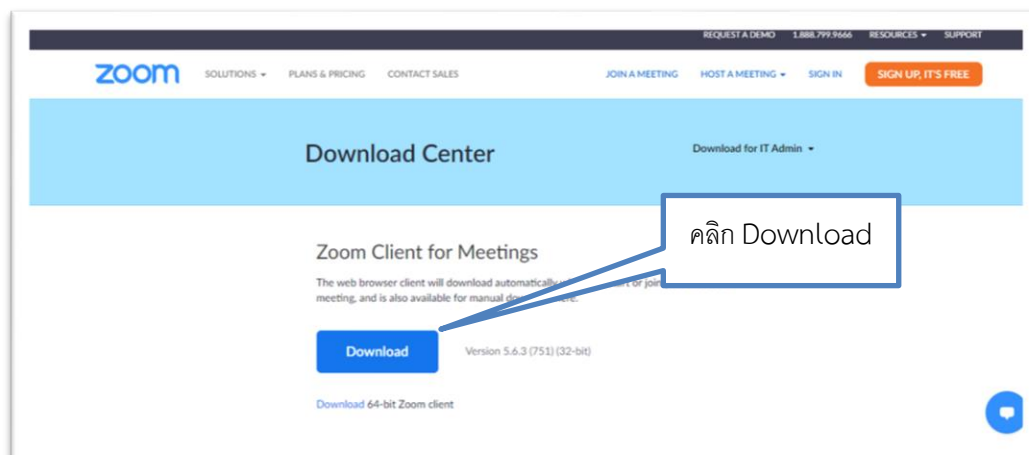 REQUEST A DEMO 1.888.799.9666 RESOURCES SUPPORT
zoom SOLUTIONS PLANS & PRICING CONTACT SALES JOIN A MEETING HOST A MEETING SIGN IN SIGN UP, IT'S FREE
Download Center
Download for IT Admin
คลิก Download
Zoom Client for Meetings
The web browser client will download automatically or join
meeting, and is also available for manual
Download Version 5.6.3 (751) (32-bit)
Download 64-bit Zoom client